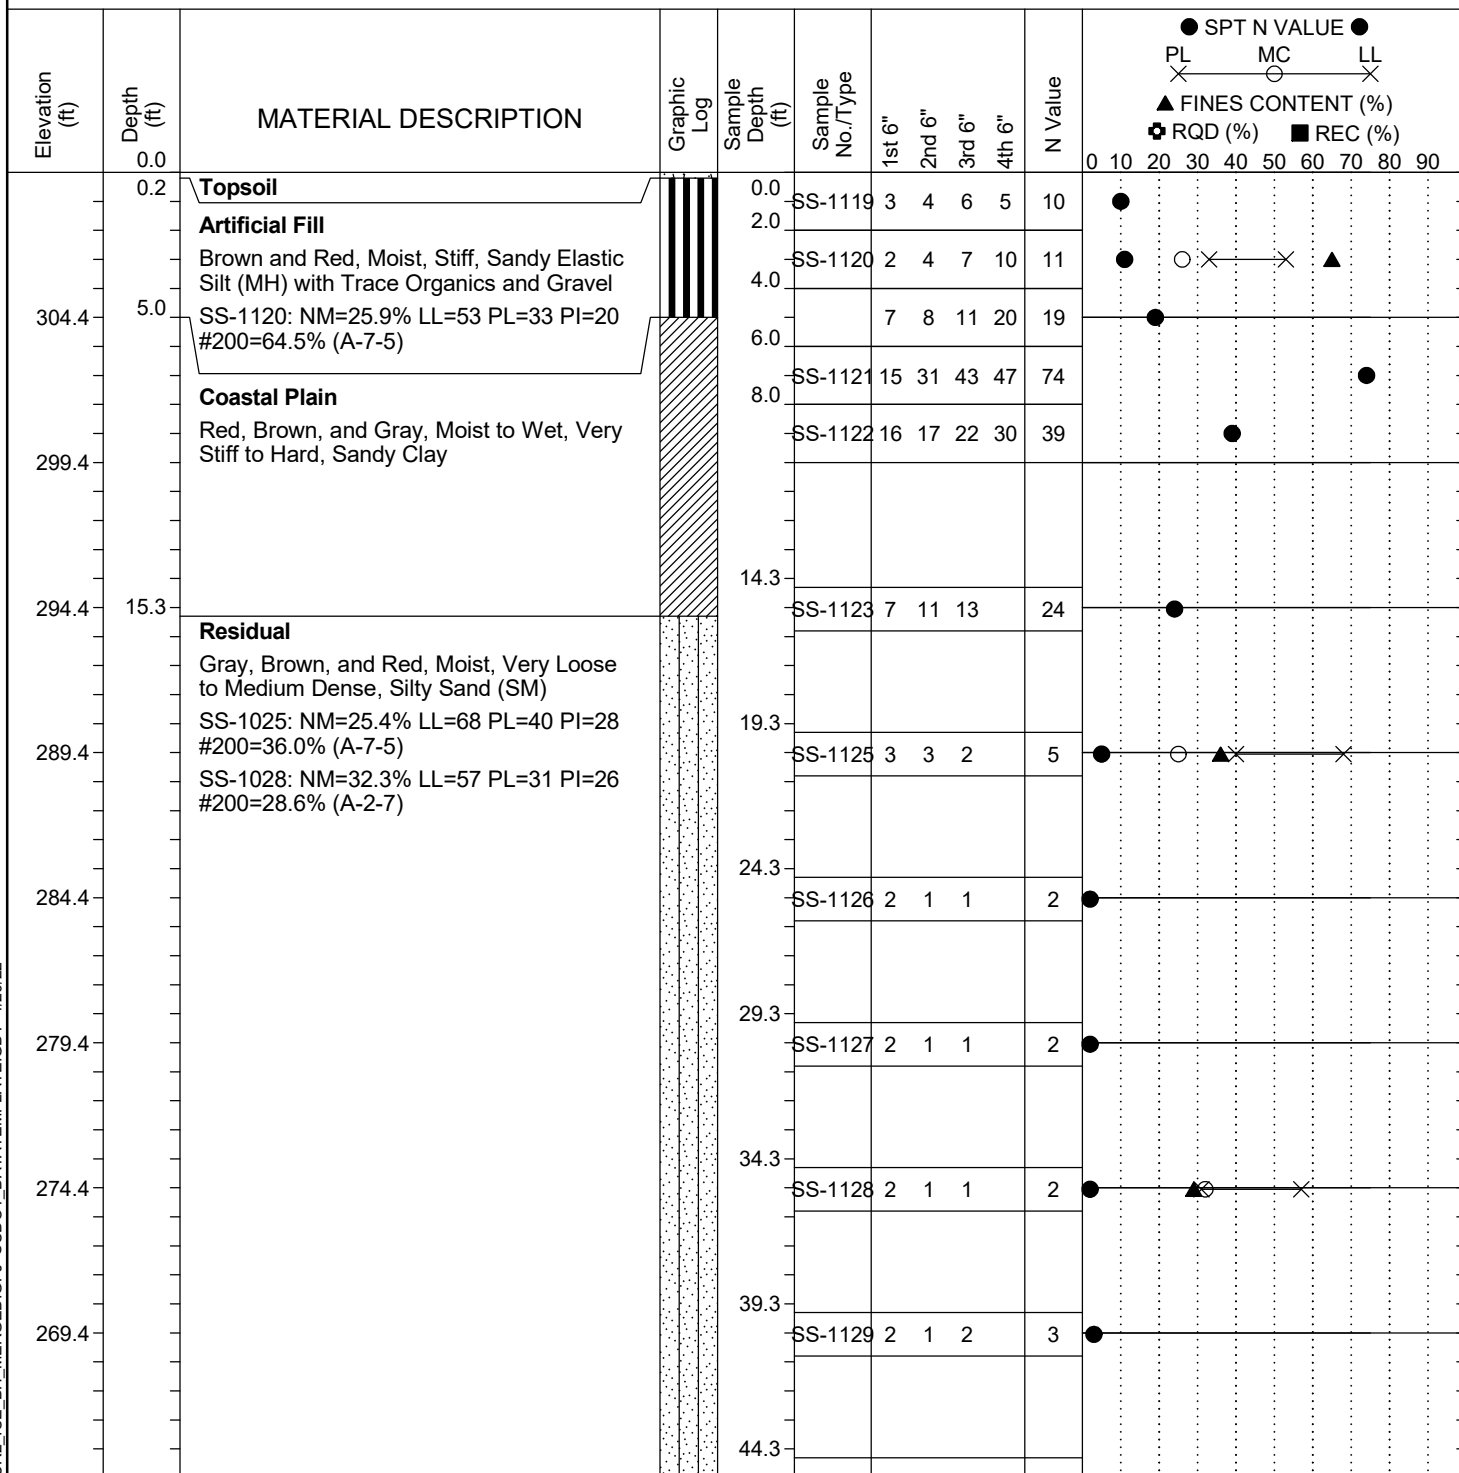 Elevation (ft)
Depth (ft)
0.0
MATERIAL DESCRIPTION
Graphic Log
Sample Depth (ft)
Sample No./Type
1st 6"
2nd 6"
3rd 6"
4th 6"
N Value
● SPT N VALUE ●
PL MC LL
▲ FINES CONTENT (%)
RQD (%) ■ REC (%)
0 10 20 30 40 50 60 70 80 90
0.2 Topsoil
0.0 SS-1119 3 4 6 5 10
2.0
Artificial Fill
Brown and Red, Moist, Stiff, Sandy Elastic
Silt (MH) with Trace Organics and Gravel
SS-1120 2 4 7 10 11
4.0
304.4 5.0
SS-1120: NM=25.9% LL=53 PL=33 PI=20
#200=64.5% (A-7-5)
7 8 11 20 19
6.0
SS-1121 15 31 43 47 74
8.0
Coastal Plain
Red, Brown, and Gray, Moist to Wet, Very
Stiff to Hard, Sandy Clay
SS-1122 16 17 22 30 39
299.4
14.3
294.4 15.3
SS-1123 7 11 13 24
Residual
Gray, Brown, and Red, Moist, Very Loose
to Medium Dense, Silty Sand (SM)
SS-1025: NM=25.4% LL=68 PL=40 PI=28
#200=36.0% (A-7-5)
19.3
289.4
SS-1125 3 3 2 5
SS-1028: NM=32.3% LL=57 PL=31 PI=26
#200=28.6% (A-2-7)
24.3
284.4
SS-1126 2 1 1 2
29.3
279.4
SS-1127 2 1 1 2
34.3
274.4
SS-1128 2 1 1 2
39.3
269.4
SS-1129 2 1 2 3
44.3